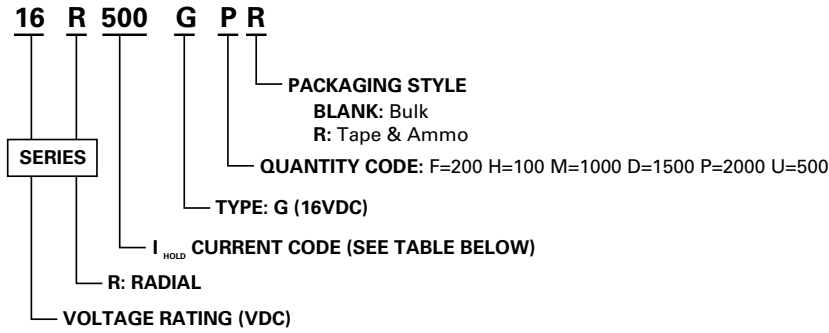 16 R 500 G P R
PACKAGING STYLE
BLANK: Bulk
R: Tape & Ammo
SERIES
QUANTITY CODE: F=200 H=100 M=1000 D=1500 P=2000 U=500
TYPE: G (16VDC)
I HOLD CURRENT CODE (SEE TABLE BELOW)
R: RADIAL
VOLTAGE RATING (VDC)